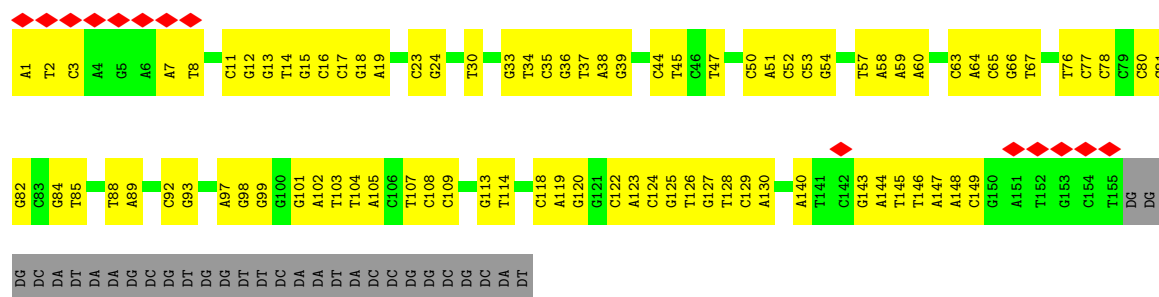 A1 T2 C3 A4 G5 A6 A7 T8 C11 G12 G13 T14 G15 C16 C17 G18 A19 C23 G24 T30 G33 T34 C35 G36 T37 A38 G39 C44 T45 C46 T47 C50 A51 C52 C53 G54 T57 A58 A59 A60 C63 A64 C65 G66 T67 T76 C77 C78 C79 C80
G82 C83 G84 T85 T88 A89 C92 G93 A97 G98 G99 G100 G101 A102 T103 T104 A105 C106 T107 C108 C109 G113 T114 C118 A119 G120 G121 C122 A123 C124 G125 T126 G127 T128 C129 A130 A140 T141 C142 G143 A144 T145 T146 A147 A148 C149 G150 A151 T152 G153 C154 T155 DG DG
DG DC DA DT DA DA DG DC DG DT DG DG DT DT DC DA DA DT DA DC DC DG DG DC DG DC DA DT